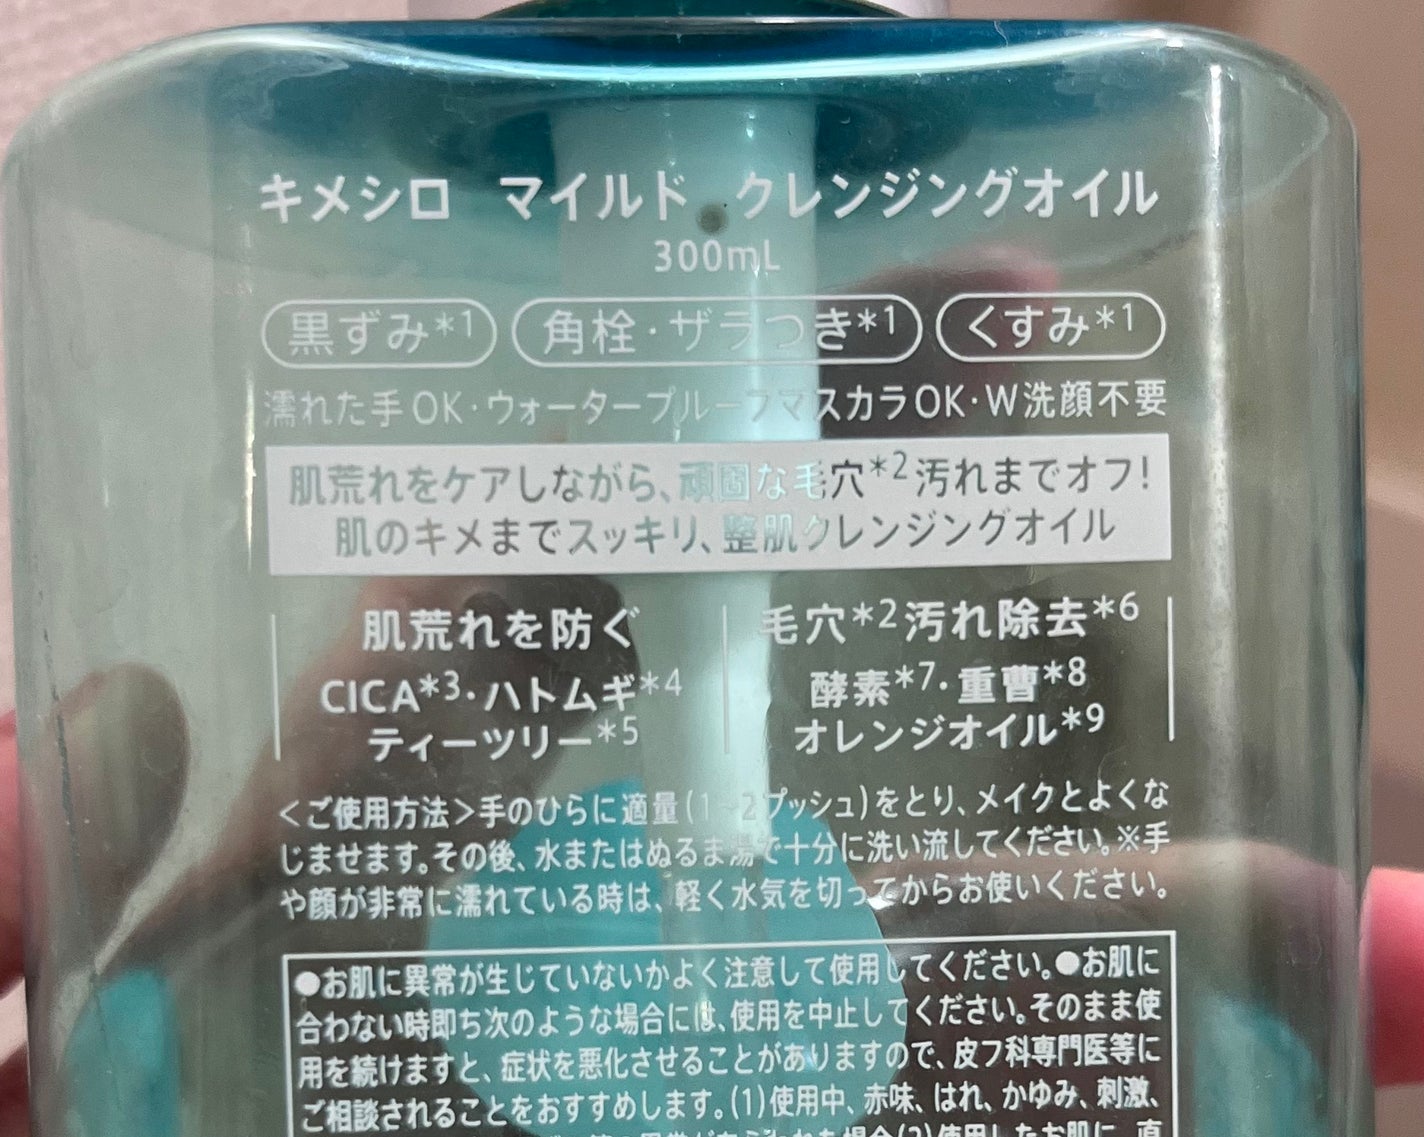 キメシロ マイルド クレンジングオイル
300mL
黒ずみ*1 角栓・ザラつき*1 くすみ*1
濡れた手OK・ウォータープルーフマスカラOK・W洗顔不要
肌荒れをケアしながら、頑固な毛穴*2汚れまでオフ!
肌のキメまでスッキリ、整肌クレンジングオイル
肌荒れを防ぐ
CICA*3・ハトムギ*4
ティーツリー*5
毛穴*2汚れ除去*6
酵素*7・重曹*8
オレンジオイル*9
<ご使用方法>手のひらに適量(1~2プッシュ)をとり、メイクとよくな
じませます。その後、水またはぬるま湯で十分に洗い流してください。※手
や顔が非常に濡れている時は、軽く水気を切ってからお使いください。
●お肌に異常が生じていないかよく注意して使用してください。●お肌に
合わない時即ち次のような場合には、使用を中止してください。そのまま使
用を続けますと、症状を悪化させることがありますので、皮フ科専門医等に
ご相談されることをおすすめします。(1)使用中、赤味、はれ、かゆみ、刺激、
場合(2)使用したお肌に、直